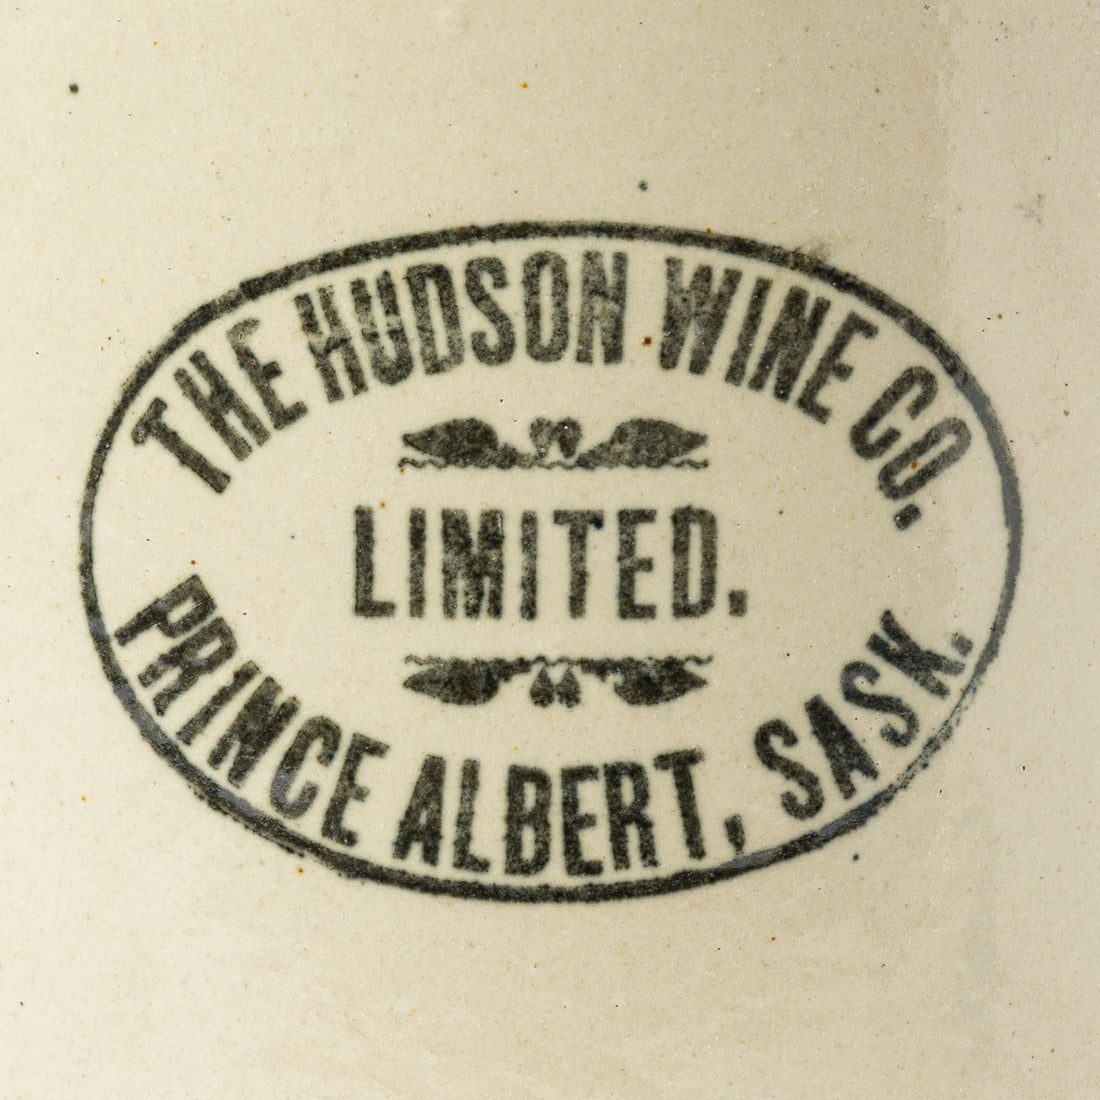 THE HUDSON WINE CO.
LIMITED.
PRINCE ALBERT, SASK.